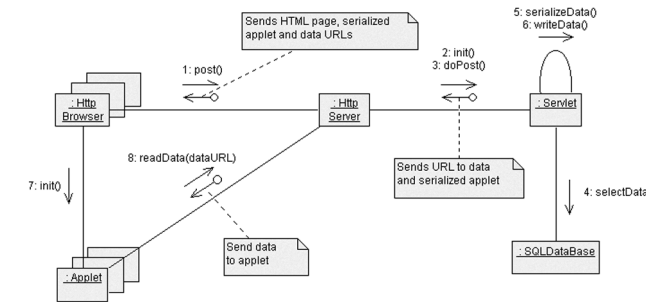 Sends HTML page, serialized
applet and data URLs
5: serializeData()
6: writeData()
1: post()
2: init()
3: doPost()
: Http
Browser
: Http
Server
: Servlet
8: readData(dataURL)
Sends URL to data
and serialized applet
7: init()
4: selectData
Send data
to applet
: Applet
: SQLDataBase